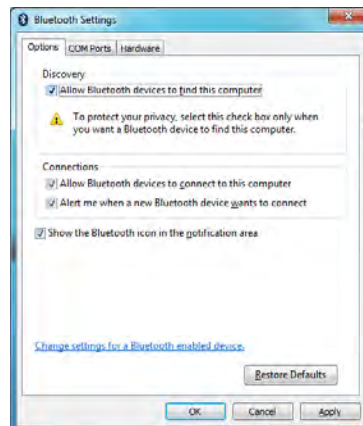 Bluetooth Settings
Options COM Ports Hardware
Discovery
Allow Bluetooth devices to find this computer
To protect your privacy, select this check box only when
you want a Bluetooth device to find this computer.
Connections
Allow Bluetooth devices to connect to this computer
Alert me when a new Bluetooth device wants to connect
Show the Bluetooth icon in the notification area
Change settings for a Bluetooth enabled device.
Restore Defaults
OK Cancel Apply